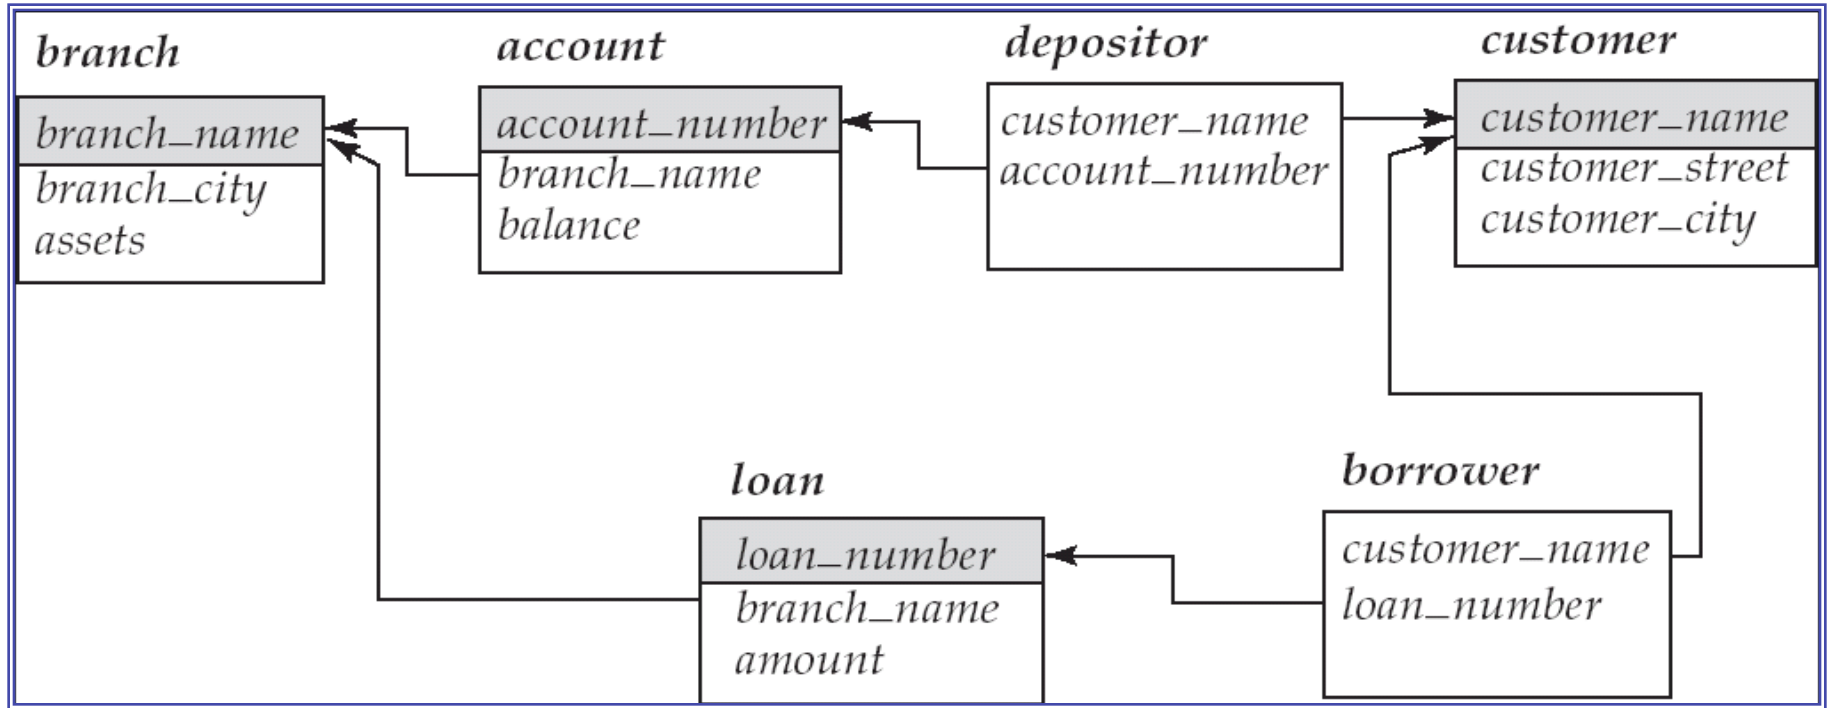 branch
branch_name
branch_city
assets
account
account_number
branch_name
balance
depositor
customer_name
account_number
customer
customer_name
customer_street
customer_city
loan
loan_number
branch_name
amount
borrower
customer_name
loan_number